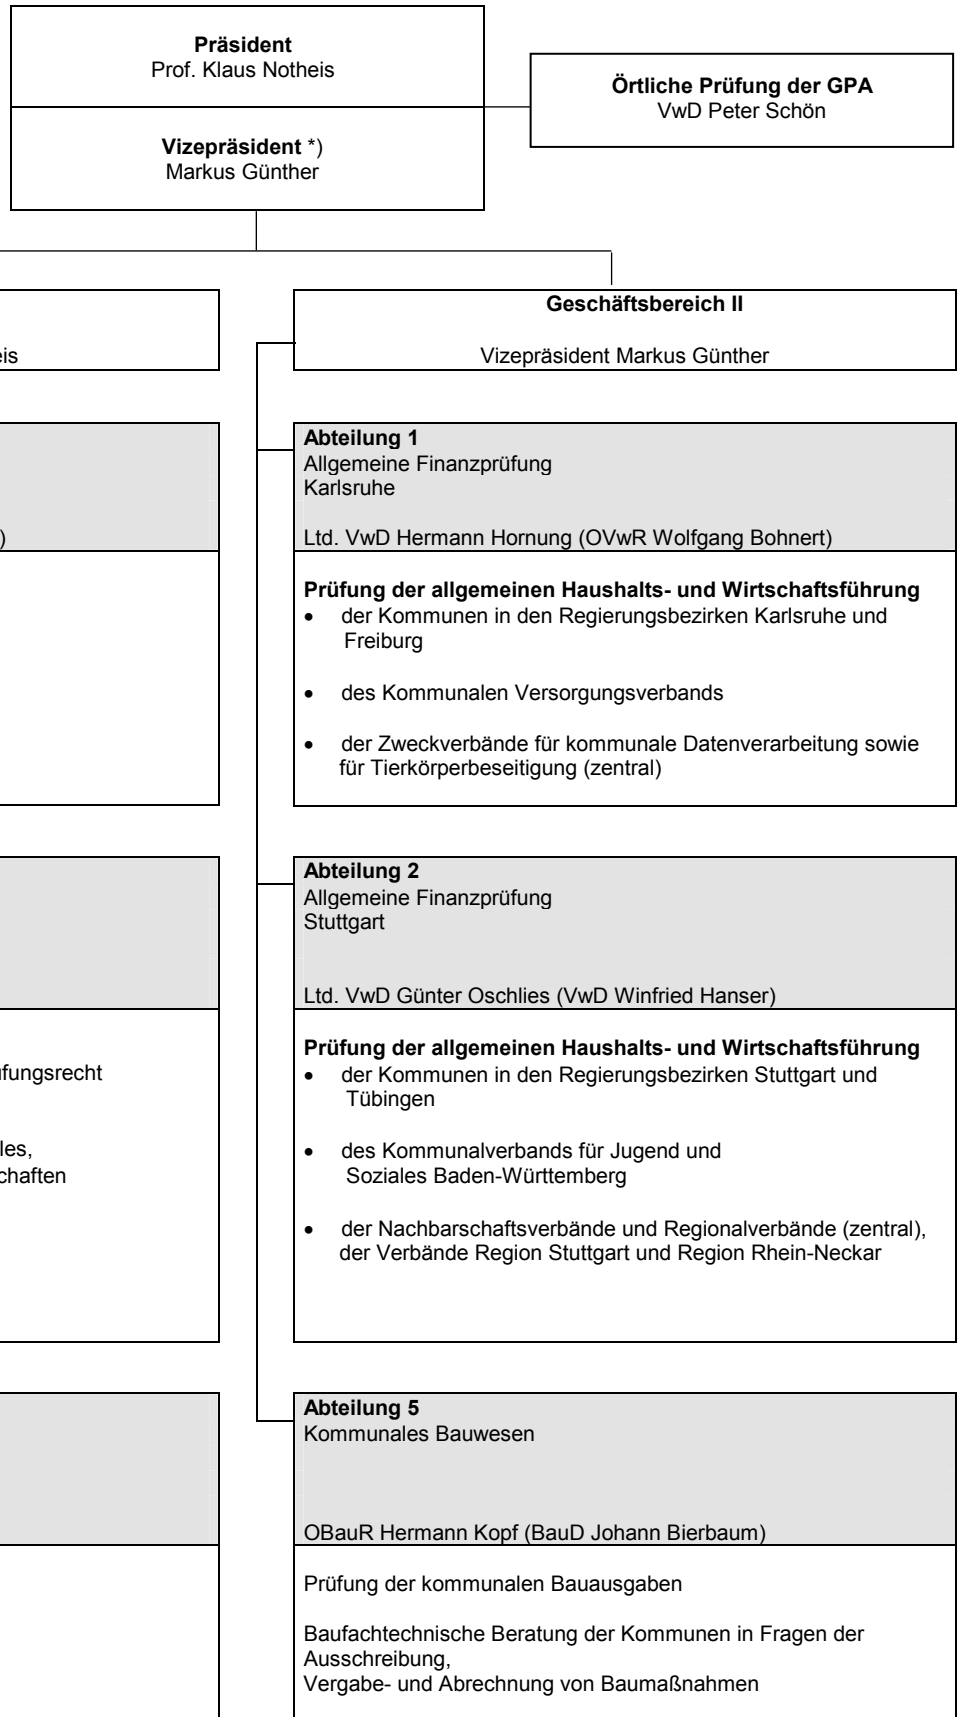 Präsident
Prof. Klaus Notheis
Örtliche Prüfung der GPA
VwD Peter Schön
Vizepräsident *)
Markus Günther
eis
)
fungsrecht
les,
chaften
Geschäftsbereich II
Vizepräsident Markus Günther
Abteilung 1
Allgemeine Finanzprüfung
Karlsruhe
Ltd. VwD Hermann Hornung (OVwR Wolfgang Bohnert)
Prüfung der allgemeinen Haushalts- und Wirtschaftsführung
• der Kommunen in den Regierungsbezirken Karlsruhe und
Freiburg
• des Kommunalen Versorgungsverbands
• der Zweckverbände für kommunale Datenverarbeitung sowie
für Tierkörperbeseitigung (zentral)
Abteilung 2
Allgemeine Finanzprüfung
Stuttgart
Ltd. VwD Günter Oschlies (VwD Winfried Hanser)
Prüfung der allgemeinen Haushalts- und Wirtschaftsführung
• der Kommunen in den Regierungsbezirken Stuttgart und
Tübingen
• des Kommunalverbands für Jugend und
Soziales Baden-Württemberg
• der Nachbarschaftsverbände und Regionalverbände (zentral),
der Verbände Region Stuttgart und Region Rhein-Neckar
Abteilung 5
Kommunales Bauwesen
OBauR Hermann Kopf (BauD Johann Bierbaum)
Prüfung der kommunalen Bauausgaben
Baufachtechnische Beratung der Kommunen in Fragen der
Ausschreibung,
Vergabe- und Abrechnung von Baumaßnahmen